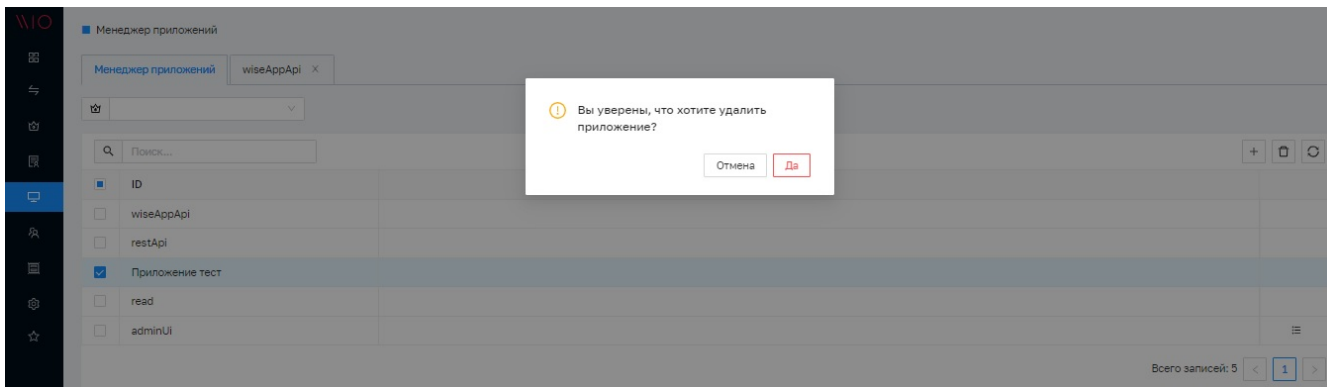 WIO
Менеджер приложений
Менеджер приложений wiseAppApi
Вы уверены, что хотите удалить
приложение?
Отмена Да
Поиск...
ID
wiseAppApi
restApi
Приложение тест
read
adminUi
Всего записей: 5 < 1 >